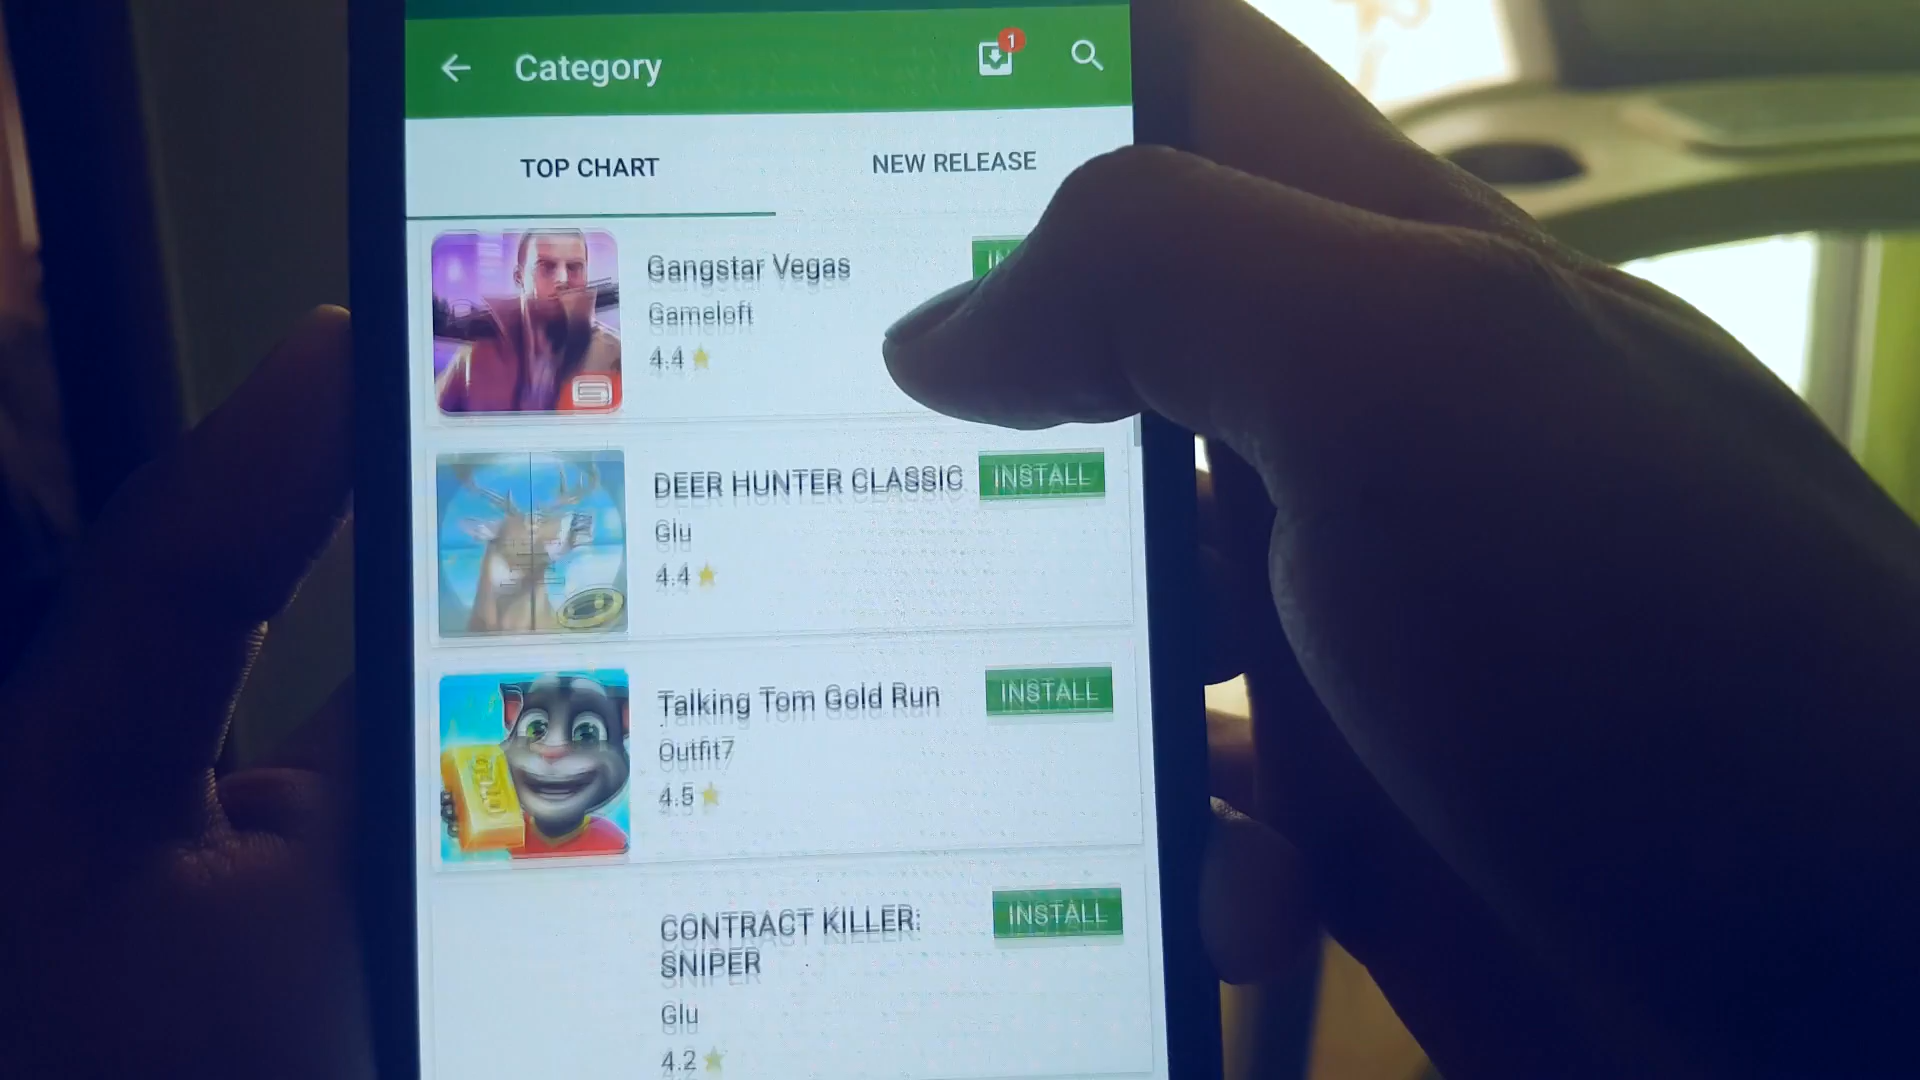 Category
1
TOP CHART
NEW RELEASE
Gangstar Vegas
Gameloft
4.4
DEER HUNTER CLASSIC
INSTALL
Glu
4.4
Talking Tom Gold Run
INSTALL
Outfit7
4.5
CONTRACT KILLER:
INSTALL
SNIPER
Glu
4.2